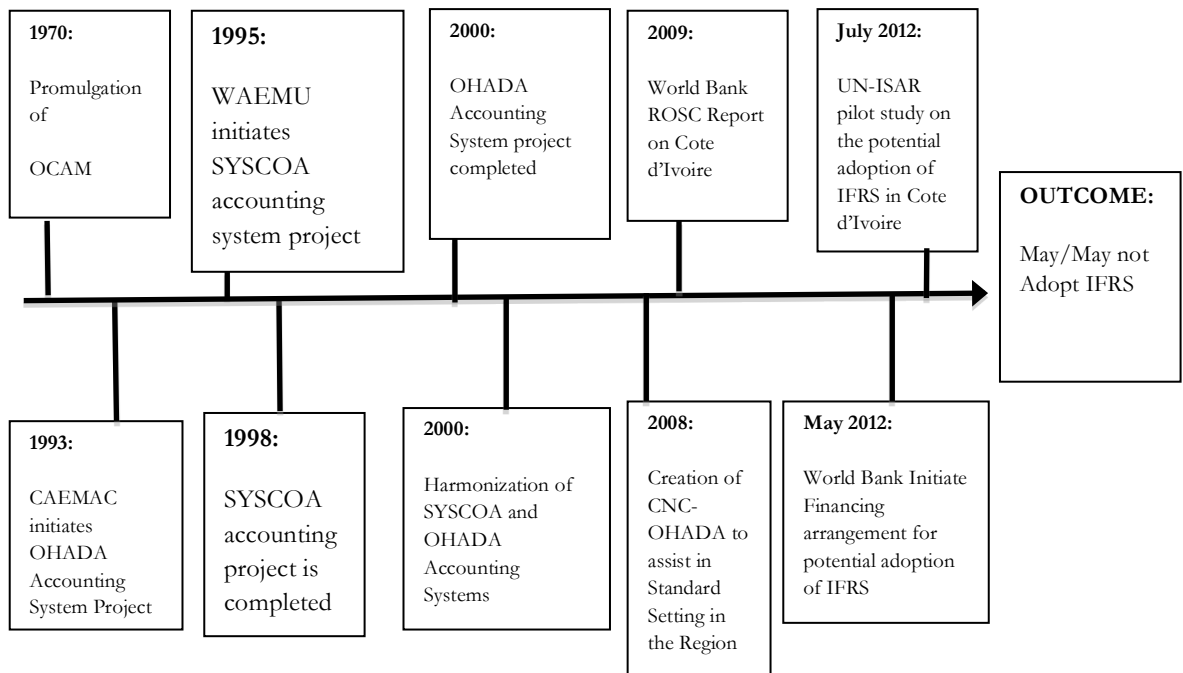 1970:
Promulgation
of
OCAM
1995:
WAEMU
initiates
SYSCOA
accounting
system project
2000:
OHADA
Accounting
System project
completed
2009:
World Bank
ROSC Report
on Cote
d’Ivoire
July 2012:
UN-ISAR
pilot study on
the potential
adoption of
IFRS in Cote
d’Ivoire
OUTCOME:
May/May not
Adopt IFRS
1993:
CAEMAC
initiates
OHADA
Accounting
System Project
1998:
SYSCOA
accounting
project is
completed
2000:
Harmonization of
SYSCOA and
OHADA
Accounting
Systems
2008:
Creation of
CNC-
OHADA to
assist in
Standard
Setting in
the Region
May 2012:
World Bank Initiate
Financing
arrangement for
potential adoption
of IFRS